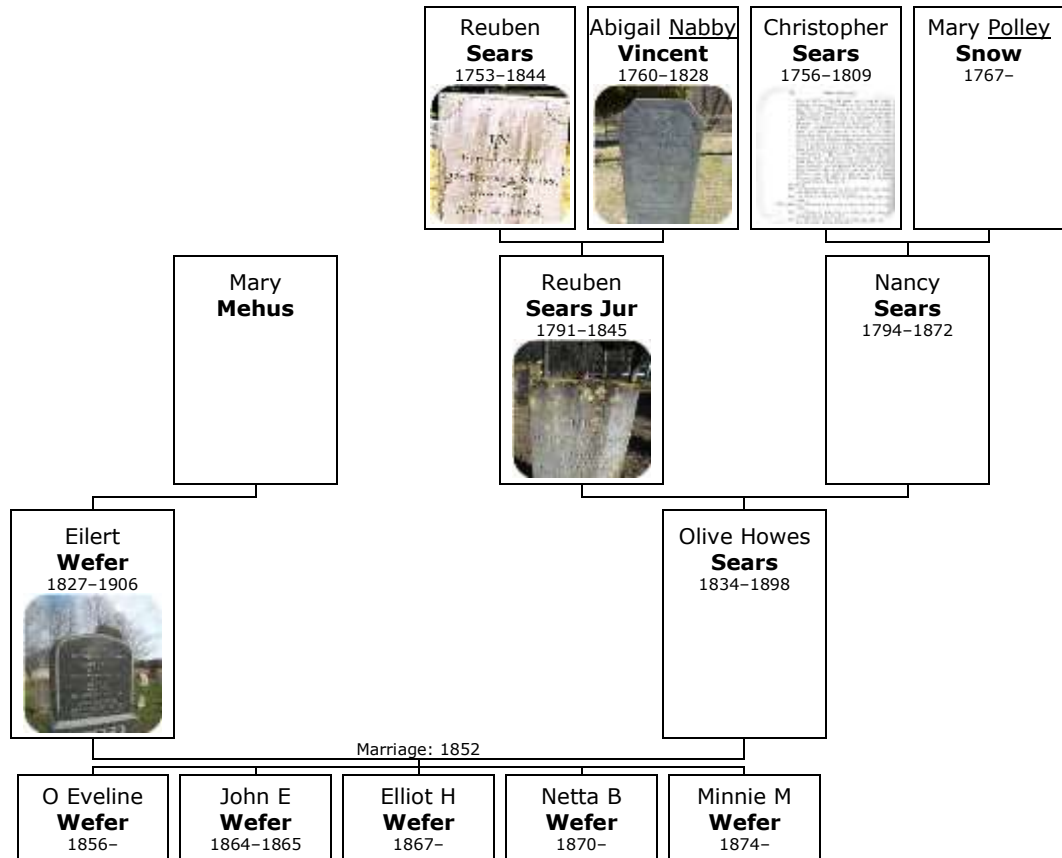 Reuben
Sears
1753–1844
Abigail Nabby
Vincent
1760–1828
Christopher
Sears
1756–1809
Mary Polley
Snow
1767–
IN
Mary
Mehus
Reuben
Sears Jur
1791–1845
Nancy
Sears
1794–1872
Eilert
Wefer
1827–1906
Olive Howes
Sears
1834–1898
Marriage: 1852
O Eveline
Wefer
1856–
John E
Wefer
1864–1865
Elliot H
Wefer
1867–
Netta B
Wefer
1870–
Minnie M
Wefer
1874–